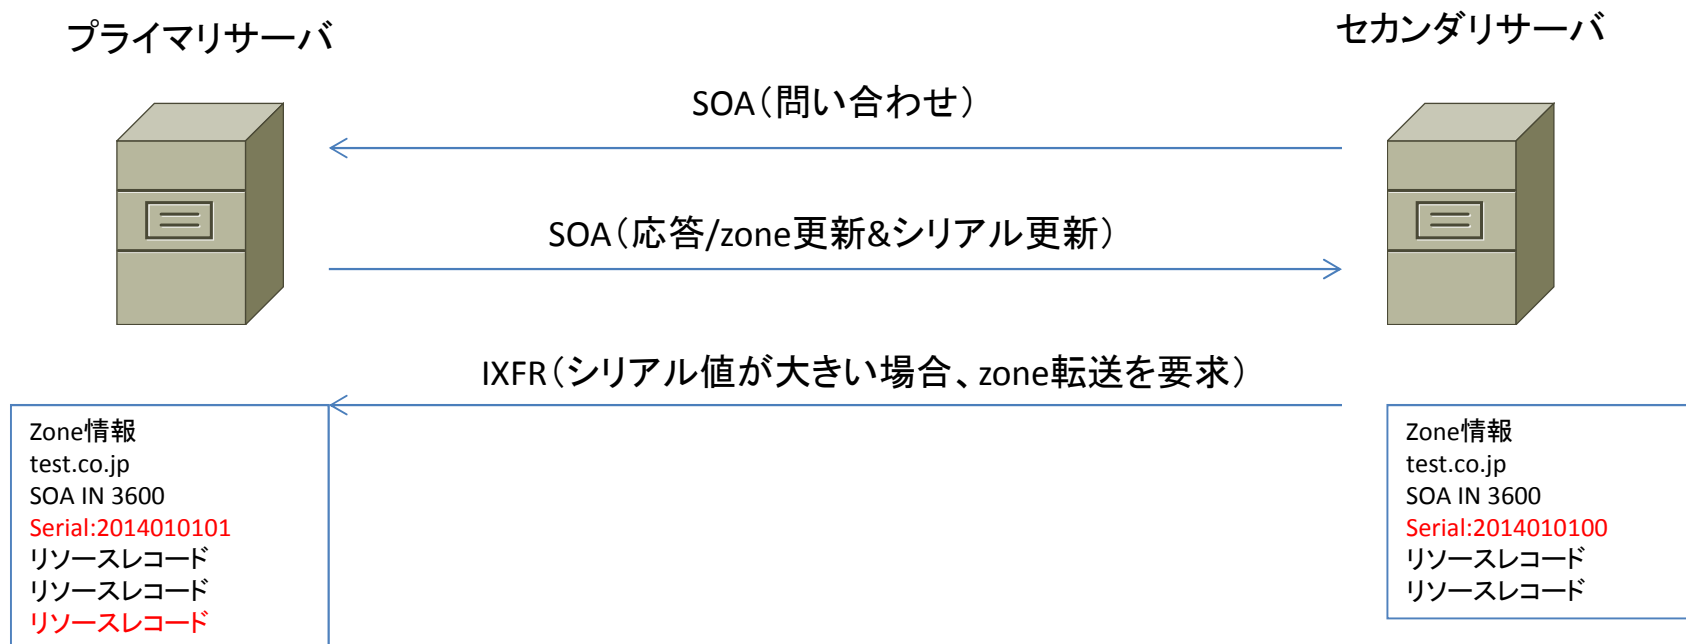 プライマリサーバ
セカンダリサーバ
SOA（問い合わせ）
SOA（応答/zone更新&シリアル更新）
IXFR（シリアル値が大きい場合、zone転送を要求）
Zone情報
test.co.jp
SOA IN 3600
Serial:2014010101
リソースレコード
リソースレコード
リソースレコード
Zone情報
test.co.jp
SOA IN 3600
Serial:2014010100
リソースレコード
リソースレコード